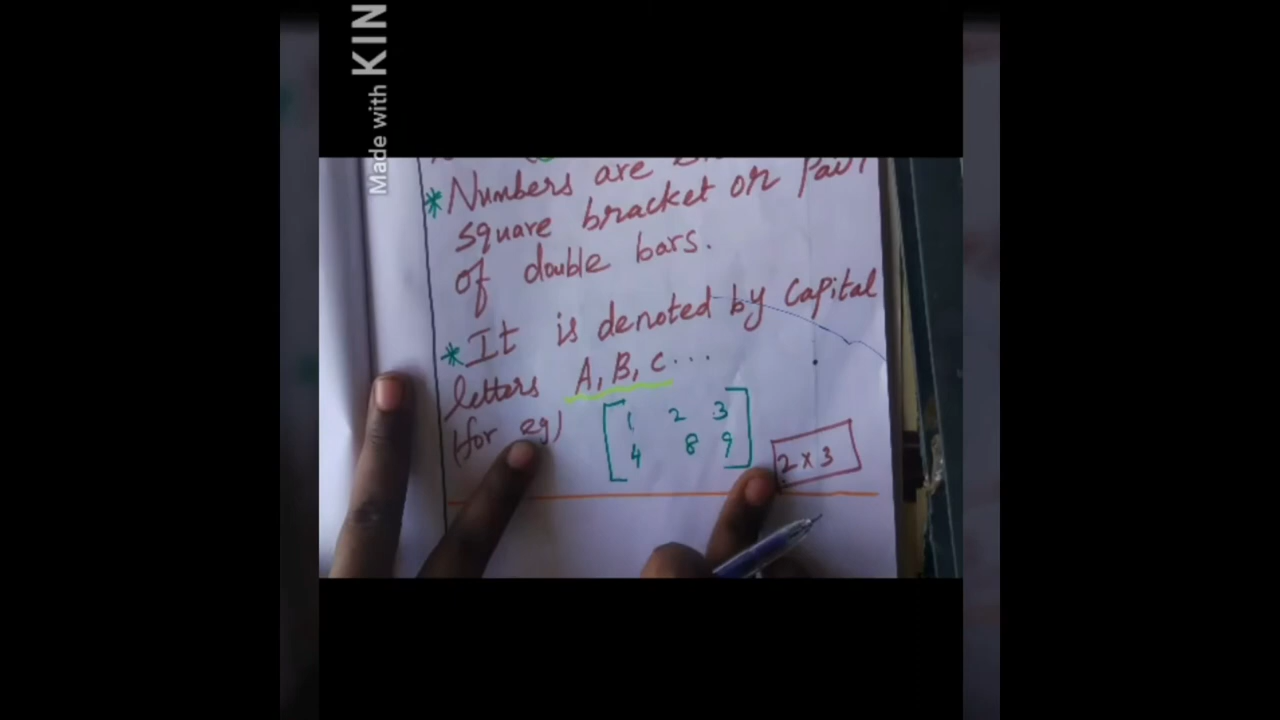 Made with KIN
* Numbers are
square bracket or Pair
of double bars.
* It is denoted by Capital
letters A, B, C...
(for eg) [1 2 3
4 8 9] 2 x 3